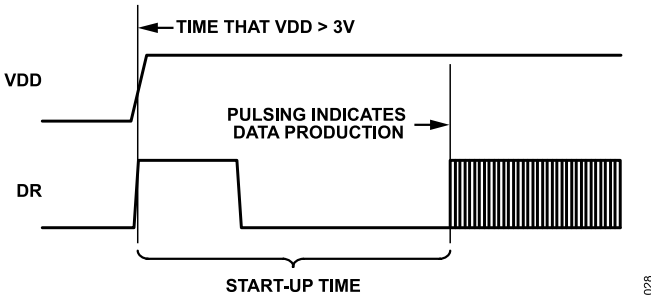 TIME THAT VDD > 3V
VDD
PULSING INDICATES
DATA PRODUCTION
DR
START-UP TIME
028